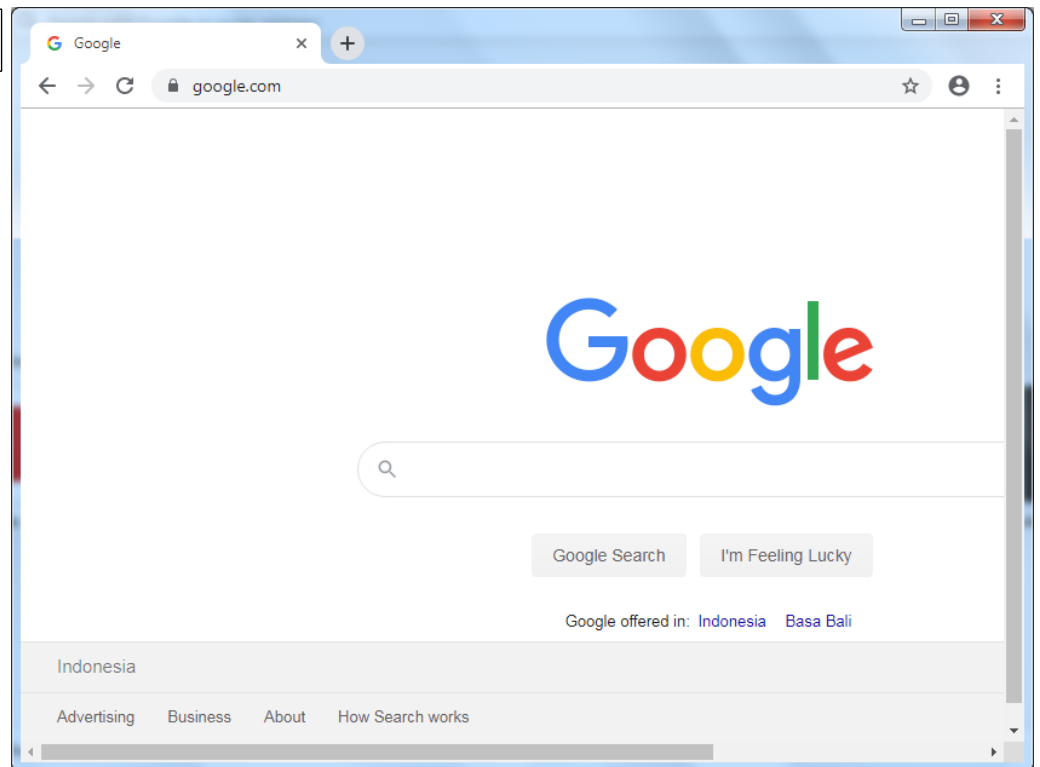 Google
google.com
Google
Google Search I'm Feeling Lucky
Google offered in: Indonesia Basa Bali
Indonesia
Advertising Business About How Search works